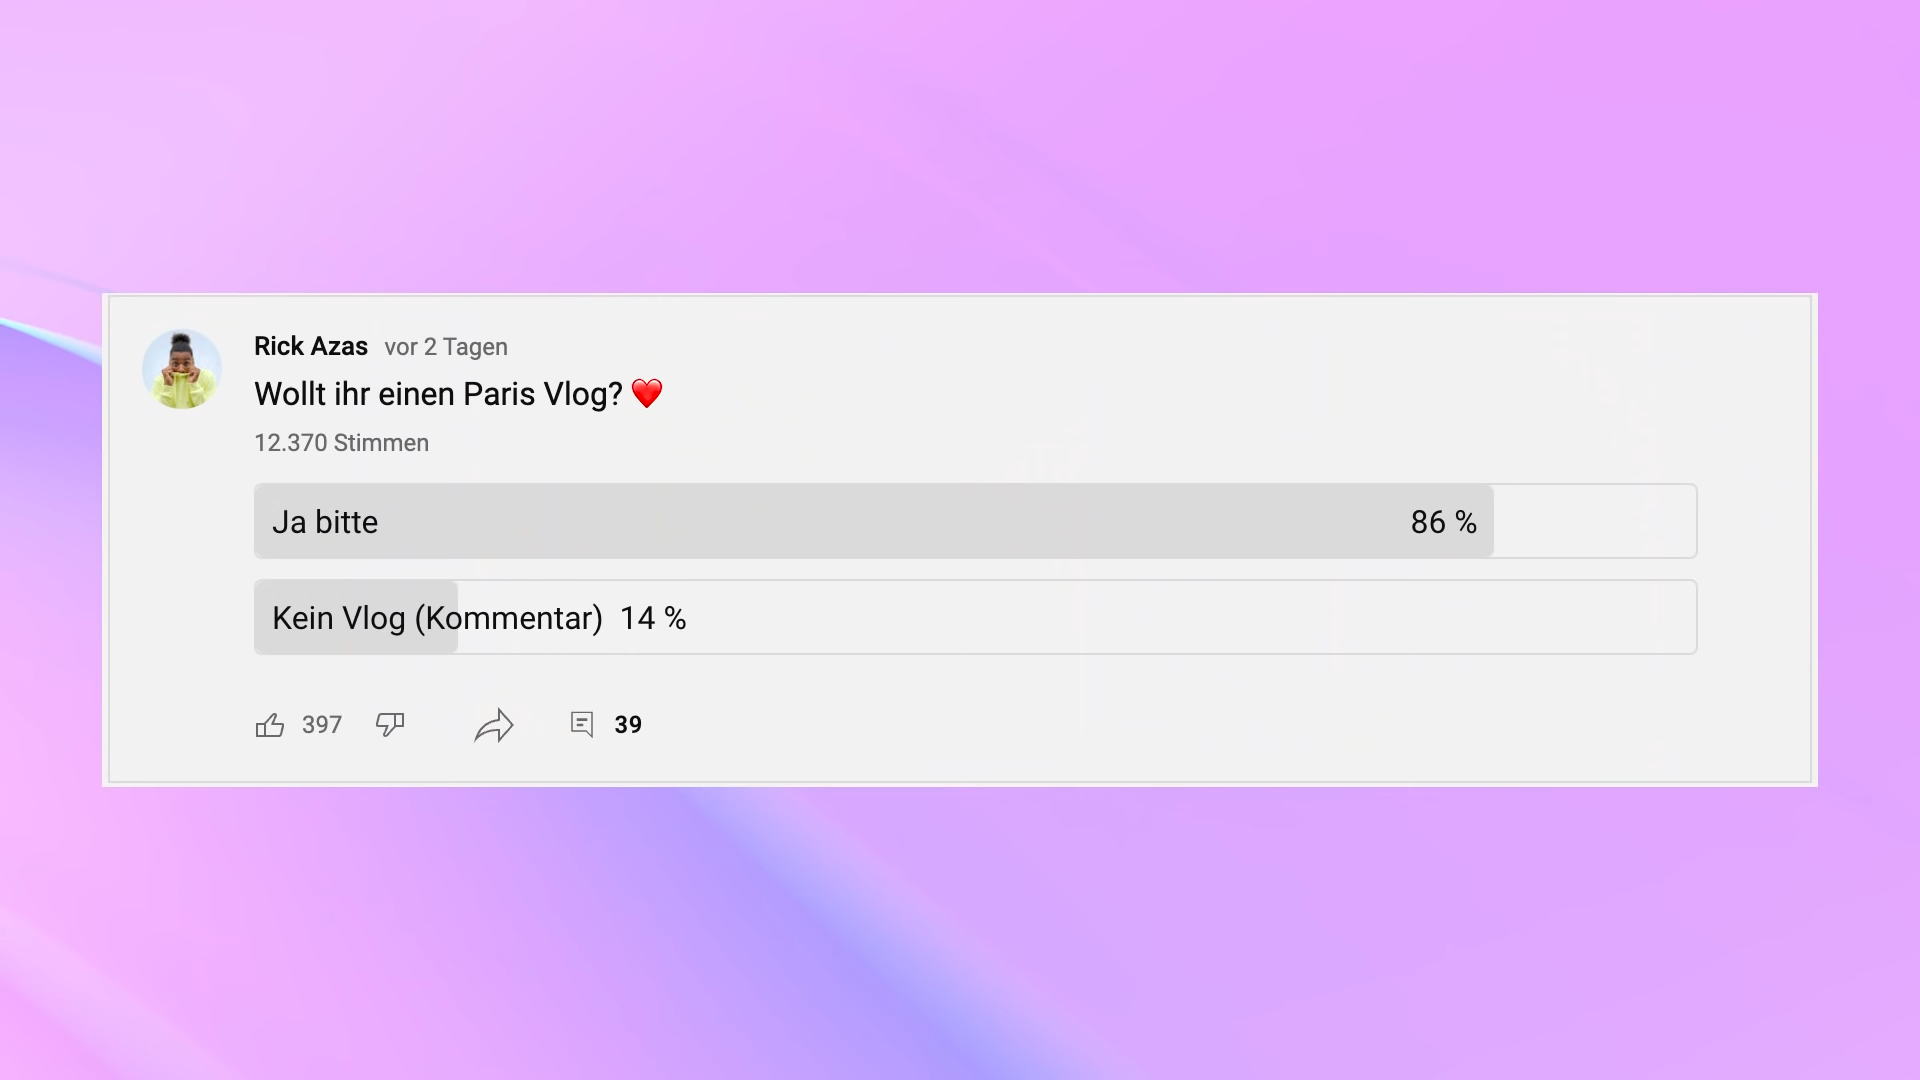 Rick Azas vor 2 Tagen
Wollt ihr einen Paris Vlog? ❤️
12.370 Stimmen
Ja bitte 86 %
Kein Vlog (Kommentar) 14 %
397 39